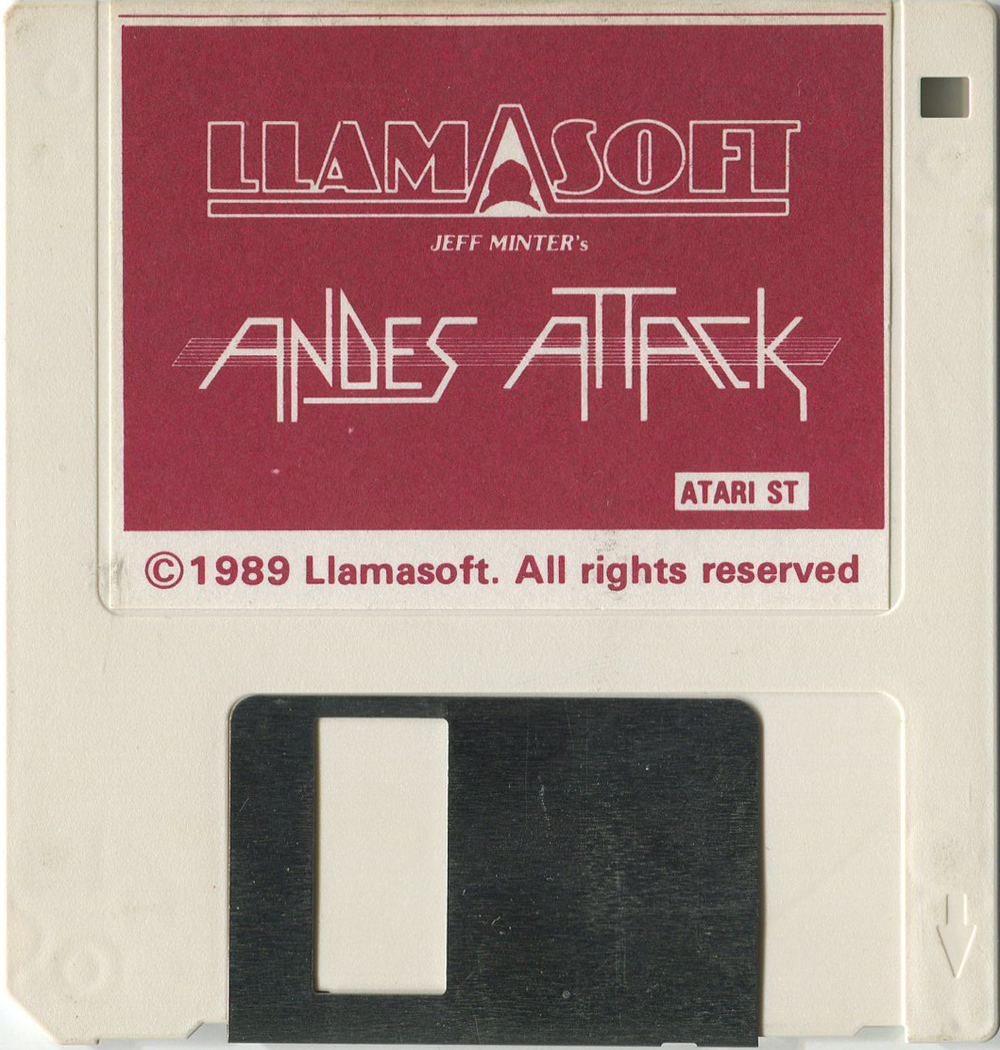 LLAMASOFT
JEFF MINTER's
ANDES ATTACK
ATARI ST
©1989 Llamasoft. All rights reserved